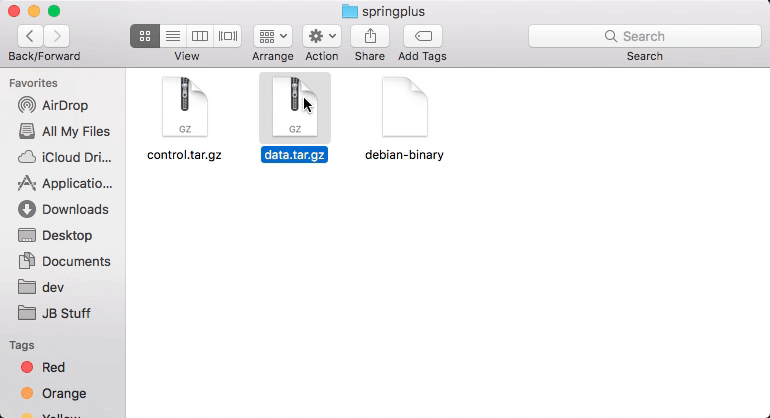 springplus
Back/Forward
View
Arrange
Action
Share
Add Tags
Search
Search
Favorites
AirDrop
All My Files
iCloud Dri...
Applicatio...
Downloads
Desktop
Documents
dev
JB Stuff
Tags
Red
Orange
Yellow
GZ
control.tar.gz
GZ
data.tar.gz
debian-binary